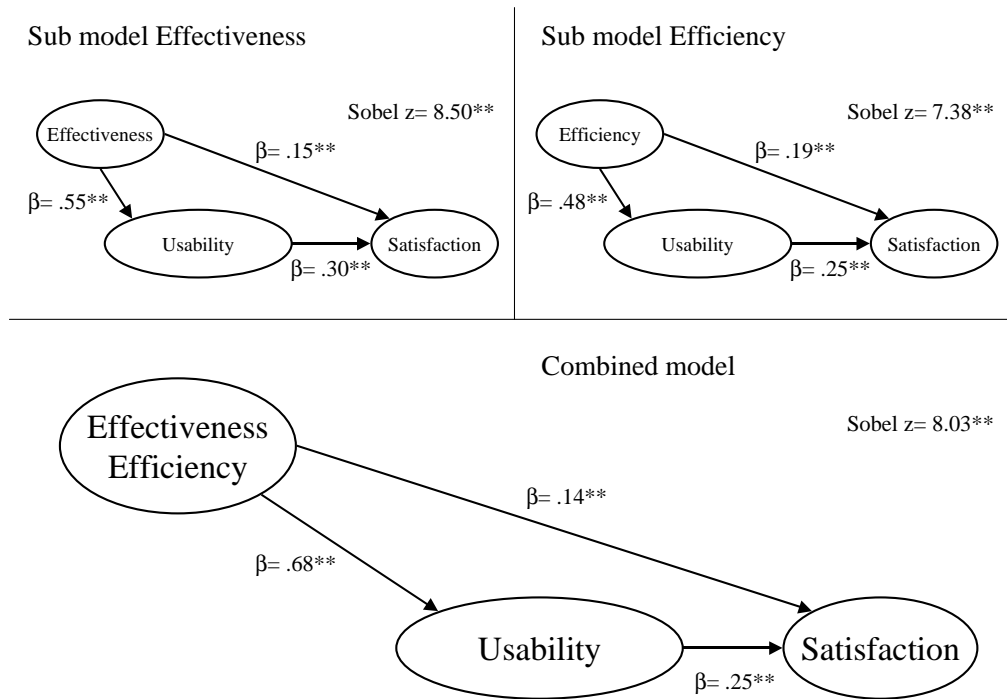 Sub model Effectiveness
Sobel z= 8.50**
Effectiveness
β= .15**
β= .55**
Usability
Satisfaction
β= .30**
Sub model Efficiency
Sobel z= 7.38**
Efficiency
β= .19**
β= .48**
Usability
Satisfaction
β= .25**
Combined model
Sobel z= 8.03**
Effectiveness
Efficiency
β= .14**
β= .68**
Usability
Satisfaction
β= .25**